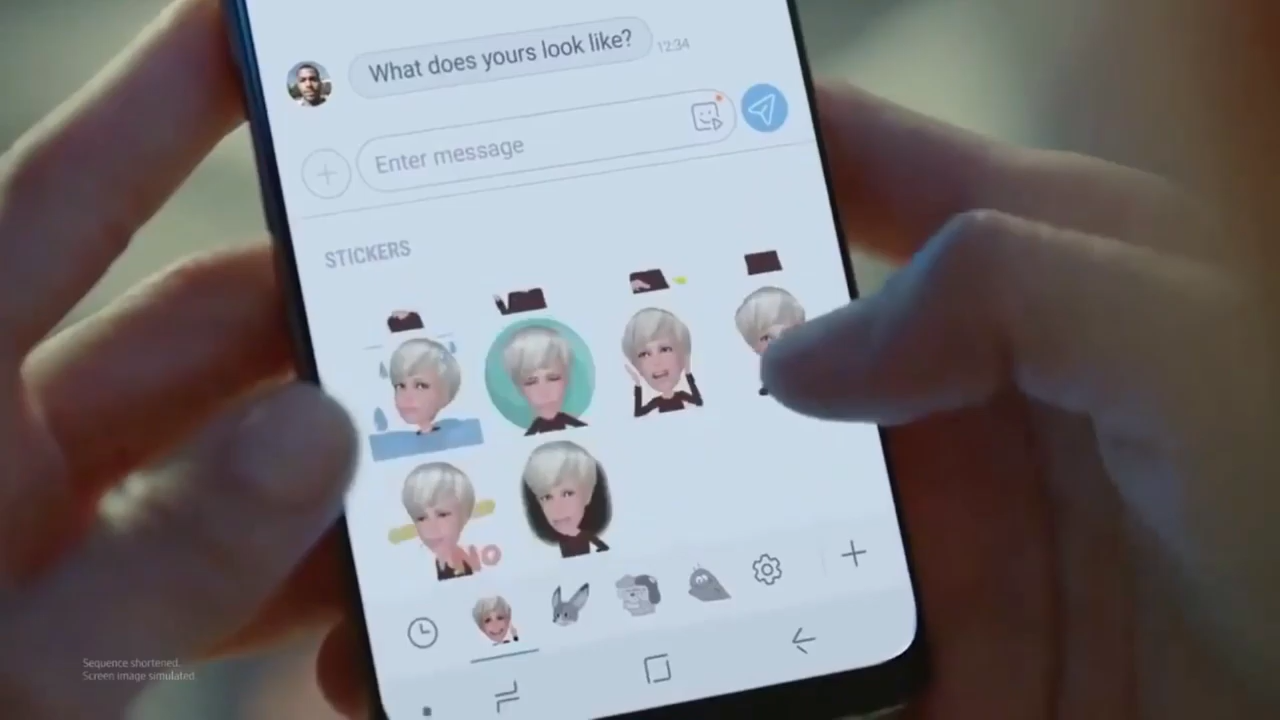 What does yours look like?
12:34
Enter message
STICKERS
NO
Sequence shortened.
Screen image simulated.